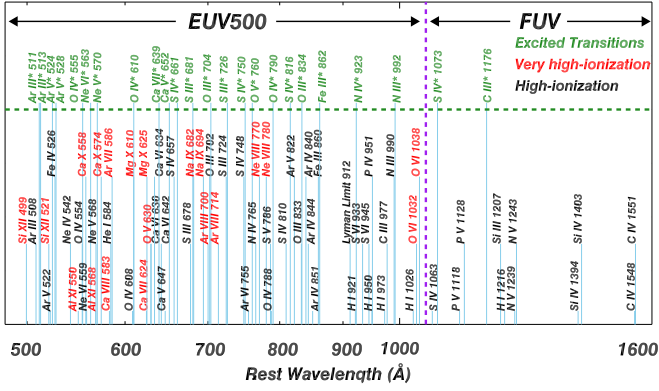 EUV500 FUV
Excited Transitions
Very high-ionization
High-ionization
Ar III* 511
Ar III* 513
Ar V* 524
Ar V* 528
O IV* 555
Ne VI* 563
Ne V* 570
O IV* 610
Ca VII* 639
Ca V* 652
S IV* 661
S III* 681
O III* 704
S III* 726
S IV* 750
O V* 760
O IV* 790
S IV* 816
O III* 834
Fe III* 862
N IV* 923
N III* 992
S IV* 1073
C III* 1176
Fe IV 526
Ca X 558
Ca X 574
Ar VII 586
Mg X 610
Mg X 625
Ca VI 634
S IV 657
Na IX 682
Na IX 694
O III 702
S III 724
S IV 748
Ne VIII 770
Ne VIII 780
Ar V 822
Ar IV 840
Fe III 860
Lyman Limit 912
P IV 951
N III 990
O VI 1038
Si XII 499
Ar III 508
Si XII 521
Ne IV 542
O IV 554
Ne V 568
He I 584
O V 630
Ca VI 630
Ca VI 642
S III 678
Ar VIII 700
Ar VIII 714
N IV 765
S V 786
S IV 810
O III 833
Ar IV 844
S VI 933
S VI 945
C III 977
O VI 1032
P V 1128
Si III 1207
N V 1243
Si IV 1403
C IV 1551
Ar V 522
Al XI 550
Ne VI 559
Al XI 568
Ca VIII 583
O IV 608
Ca VII 624
Ca V 647
Ar VI 755
O IV 788
Ar V 851
H I 921
H I 950
H I 973
H I 1026
S IV 1063
P V 1118
H I 1216
N V 1239
Si IV 1394
C IV 1548
500 600 700 800 900 1000 1600
Rest Wavelength (Å)